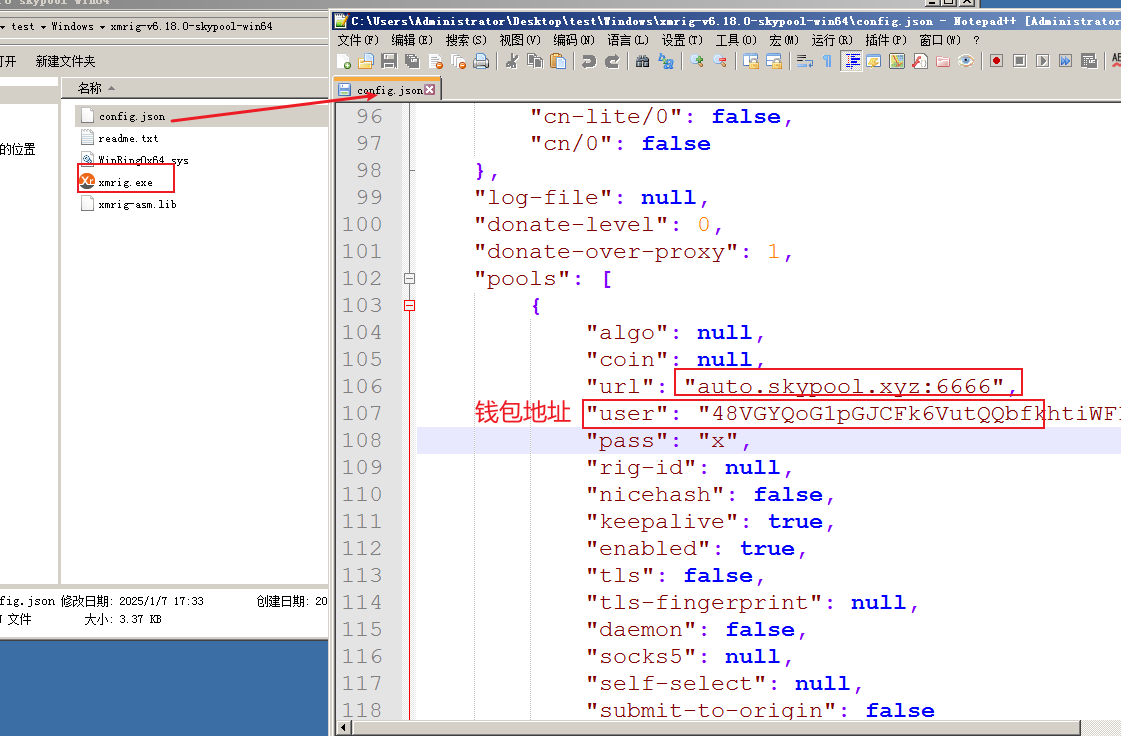 test ▾ Windows ▾ xmrig-v6.18.0-skypool-win64
新建文件夹
名称
config.json
readme.txt
WinRing0x64.sys
xmrig.exe
xmrig-asm.lib
的位置
修改日期: 2025/1/7 17:33
创建日期: 20
文件
大小: 3.37 KB
C:\Users\Administrator\Desktop\test\Windows\xmrig-v6.18.0-skypool-win64\config.json - Notepad++ [Administrator
文件(F) 编辑(E) 搜索(S) 视图(V) 编码(N) 语言(L) 设置(T) 工具(O) 宏(M) 运行(R) 插件(P) 窗口(W) ?
config.json
96 "cn-lite/0": false,
97 "cn/0": false
98 },
99 "log-file": null,
100 "donate-level": 0,
101 "donate-over-proxy": 1,
102 "pools": [
103 {
104 "algo": null,
105 "coin": null,
106 "url": "auto.skypool.xyz:6666",
钱包地址
107 "user": "48VGYQoG1pGJCFk6VutQQbfkhtiWF
108 "pass": "x",
109 "rig-id": null,
110 "nicehash": false,
111 "keepalive": true,
112 "enabled": true,
113 "tls": false,
114 "tls-fingerprint": null,
115 "daemon": false,
116 "socks5": null,
117 "self-select": null,
118 "submit-to-origin": false